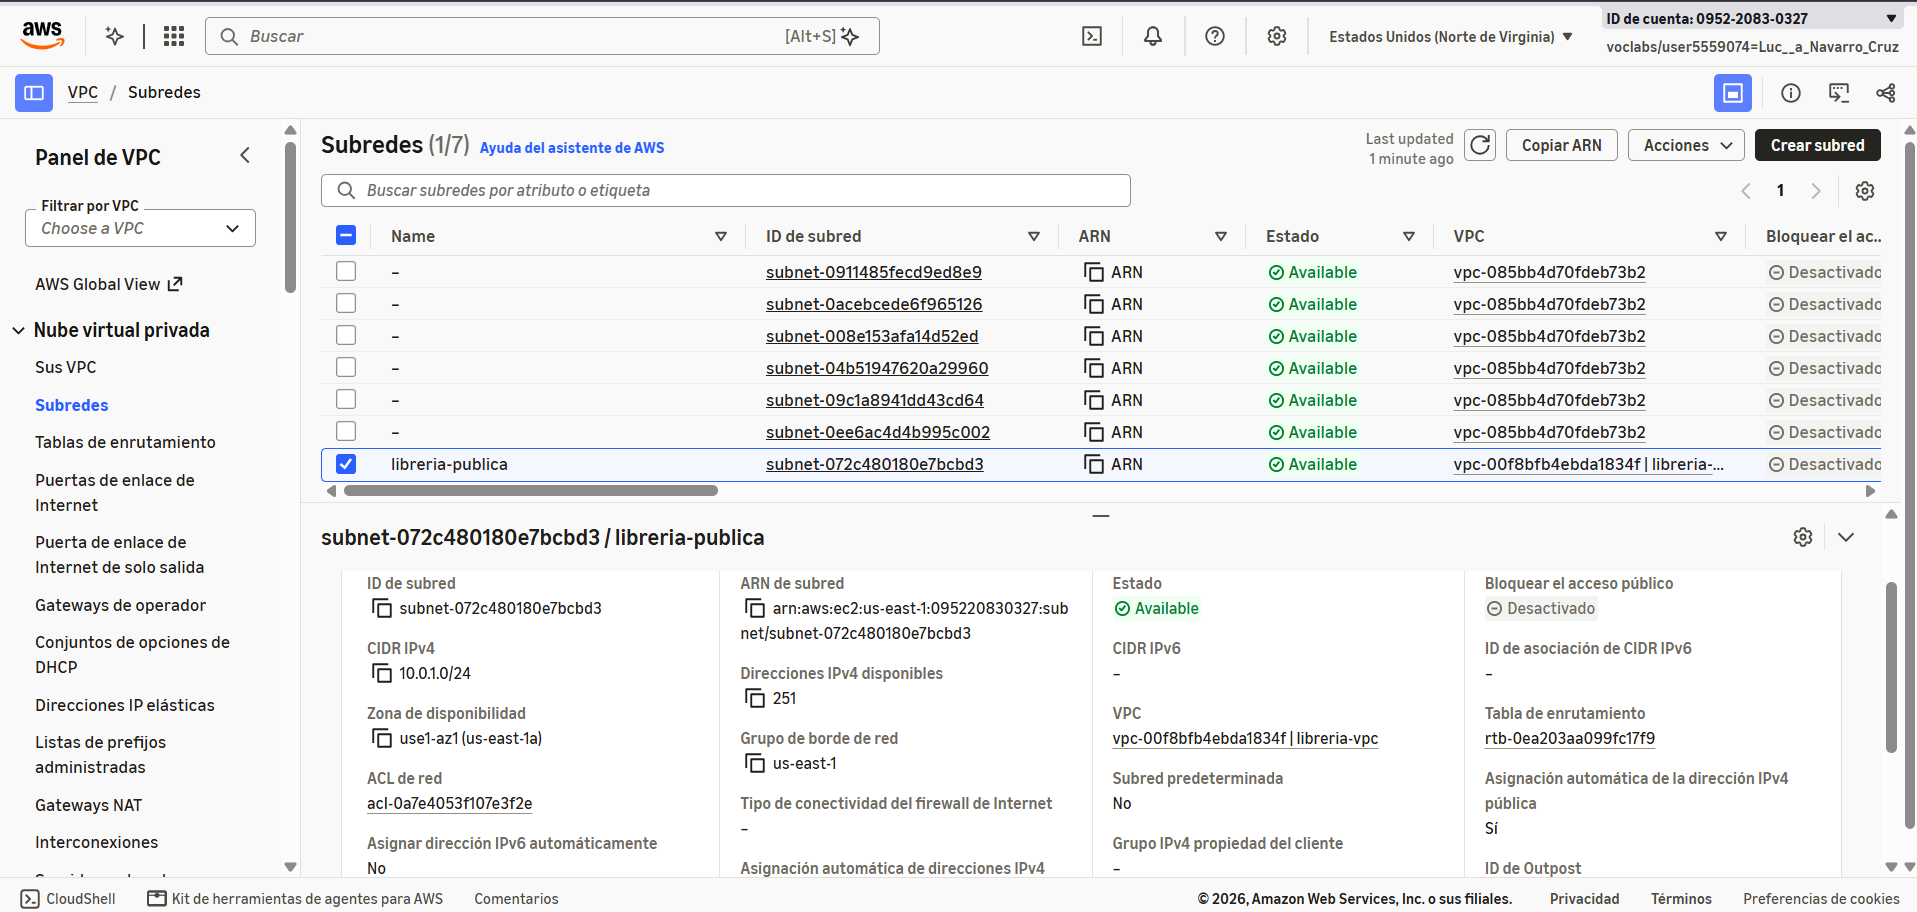 aws
Buscar
[Alt+S]
Estados Unidos (Norte de Virginia)
ID de cuenta: 0952-2083-0327
voclabs/user5559074=Luc__a_Navarro_Cruz
VPC / Subredes
Panel de VPC
Filtrar por VPC
Choose a VPC
AWS Global View
Nube virtual privada
Sus VPC
Subredes
Tablas de enrutamiento
Puertas de enlace de
Internet
Puerta de enlace de
Internet de solo salida
Gateways de operador
Conjuntos de opciones de
DHCP
Direcciones IP elásticas
Listas de prefijos
administradas
Gateways NAT
Interconexiones
Subredes (1/7) Ayuda del asistente de AWS
Last updated
1 minute ago
Copiar ARN
Acciones
Crear subred
Buscar subredes por atributo o etiqueta
1
Name ID de subred ARN Estado VPC Bloquear el ac...
- subnet-0911485fecd9ed8e9 ARN Available vpc-085bb4d70fdeb73b2 Desactivado
- subnet-0acebcede6f965126 ARN Available vpc-085bb4d70fdeb73b2 Desactivado
- subnet-008e153afa14d52ed ARN Available vpc-085bb4d70fdeb73b2 Desactivado
- subnet-04b51947620a29960 ARN Available vpc-085bb4d70fdeb73b2 Desactivado
- subnet-09c1a8941dd43cd64 ARN Available vpc-085bb4d70fdeb73b2 Desactivado
- subnet-0ee6ac4d4b995c002 ARN Available vpc-085bb4d70fdeb73b2 Desactivado
libreria-publica subnet-072c480180e7bcbd3 ARN Available vpc-00f8bfb4ebda1834f | libreria-... Desactivado
subnet-072c480180e7bcbd3 / libreria-publica
ID de subred
subnet-072c480180e7bcbd3
CIDR IPv4
10.0.1.0/24
Zona de disponibilidad
use1-az1 (us-east-1a)
ACL de red
acl-0a7e4053f107e3f2e
Asignar dirección IPv6 automáticamente
No
ARN de subred
arn:aws:ec2:us-east-1:095220830327:sub
net/subnet-072c480180e7bcbd3
Direcciones IPv4 disponibles
251
Grupo de borde de red
us-east-1
Tipo de conectividad del firewall de Internet
-
Asignación automática de direcciones IPv4
Estado
Available
CIDR IPv6
-
VPC
vpc-00f8bfb4ebda1834f | libreria-vpc
Subred predeterminada
No
Grupo IPv4 propiedad del cliente
-
Bloquear el acceso público
Desactivado
ID de asociación de CIDR IPv6
-
Tabla de enrutamiento
rtb-0ea203aa099fc17f9
Asignación automática de la dirección IPv4
pública
Sí
ID de Outpost
CloudShell
Kit de herramientas de agentes para AWS
Comentarios
© 2026, Amazon Web Services, Inc. o sus filiales.
Privacidad
Términos
Preferencias de cookies